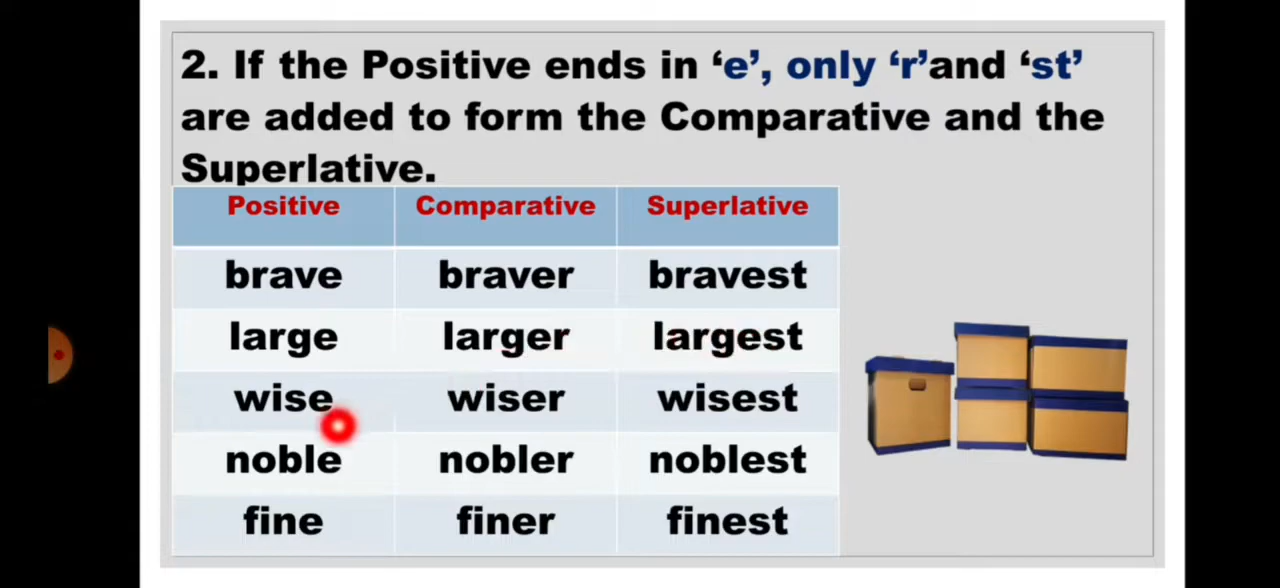 2. If the Positive ends in ‘e’, only ‘r’and ‘st’
are added to form the Comparative and the
Superlative.
Positive Comparative Superlative
brave braver bravest
large larger largest
wise wiser wisest
noble nobler noblest
fine finer finest